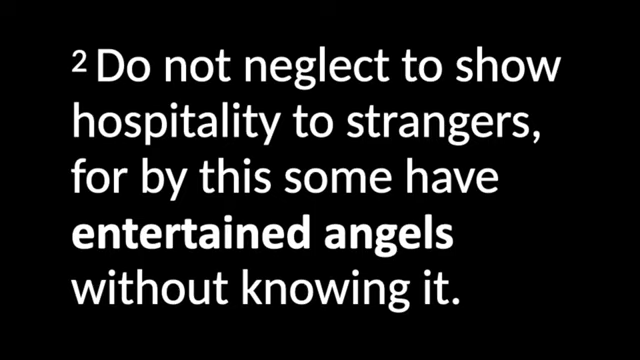 ² Do not neglect to show
hospitality to strangers,
for by this some have
entertained angels
without knowing it.